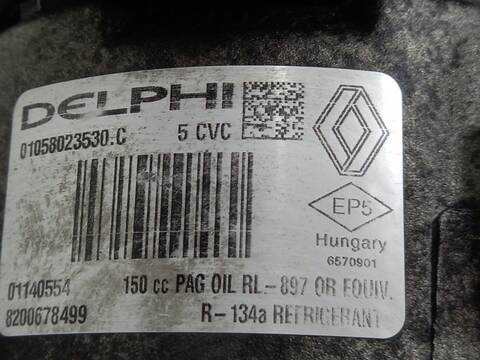 DELPHI
01058023530.C 5 CVC
EP5
Hungary
6570901
01140554 150 cc PAG OIL RL-897 OR EQUIV.
8200678499 R-134a REFRIGERANT